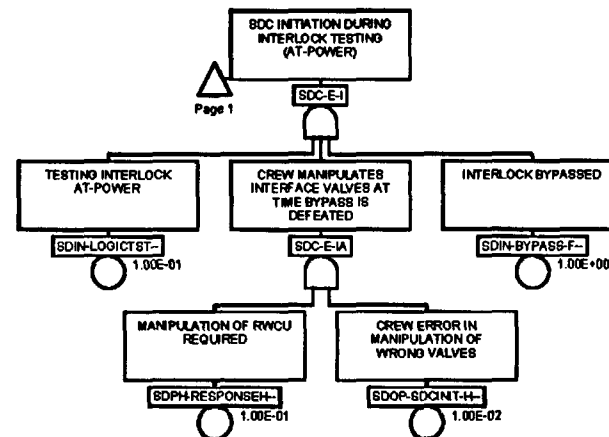 SDC INITIATION DURING
INTERLOCK TESTING
(AT-POWER)
Page 1
SDC-E-I
TESTING INTERLOCK
AT-POWER
CREW MANIPULATES
INTERFACE VALVES AT
TIME BYPASS IS
DEFEATED
INTERLOCK BYPASSED
SDIN-LOGICTST--
SDC-E-IA
SDIN-BYPASS-F--
1.00E-01
1.00E+00
MANIPULATION OF RWCU
REQUIRED
CREW ERROR IN
MANIPULATION OF
WRONG VALVES
SDPH-RESPONSEH--
SDOP-SDCINIT-H--
1.00E-01
1.00E-02